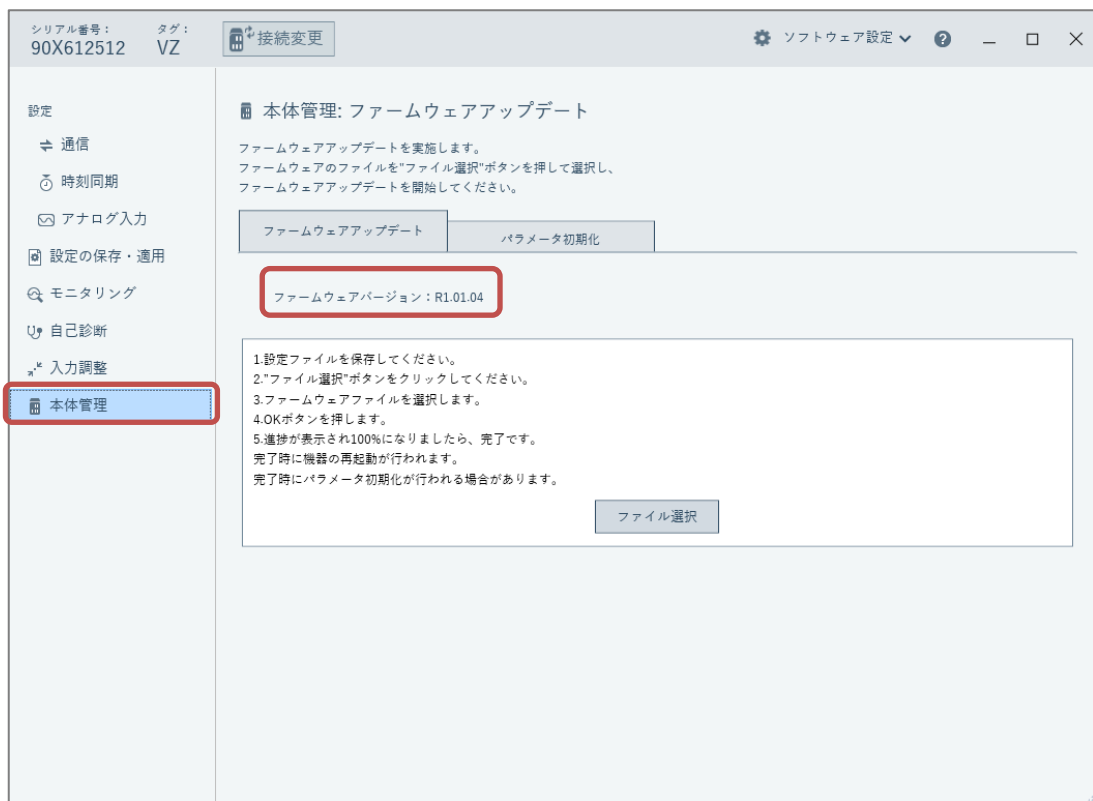 シリアル番号： タグ：
90X612512 VZ
接続変更
ソフトウェア設定
設定
通信
時刻同期
アナログ入力
設定の保存・適用
モニタリング
自己診断
入力調整
本体管理
本体管理: ファームウェアアップデート
ファームウェアアップデートを実施します。
ファームウェアのファイルを"ファイル選択"ボタンを押して選択し、
ファームウェアアップデートを開始してください。
ファームウェアアップデート
パラメータ初期化
ファームウェアバージョン：R1.01.04
1.設定ファイルを保存してください。
2."ファイル選択"ボタンをクリックしてください。
3.ファームウェアファイルを選択します。
4.OKボタンを押します。
5.進捗が表示され100%になりましたら、完了です。
完了時に機器の再起動が行われます。
完了時にパラメータ初期化が行われる場合があります。
ファイル選択